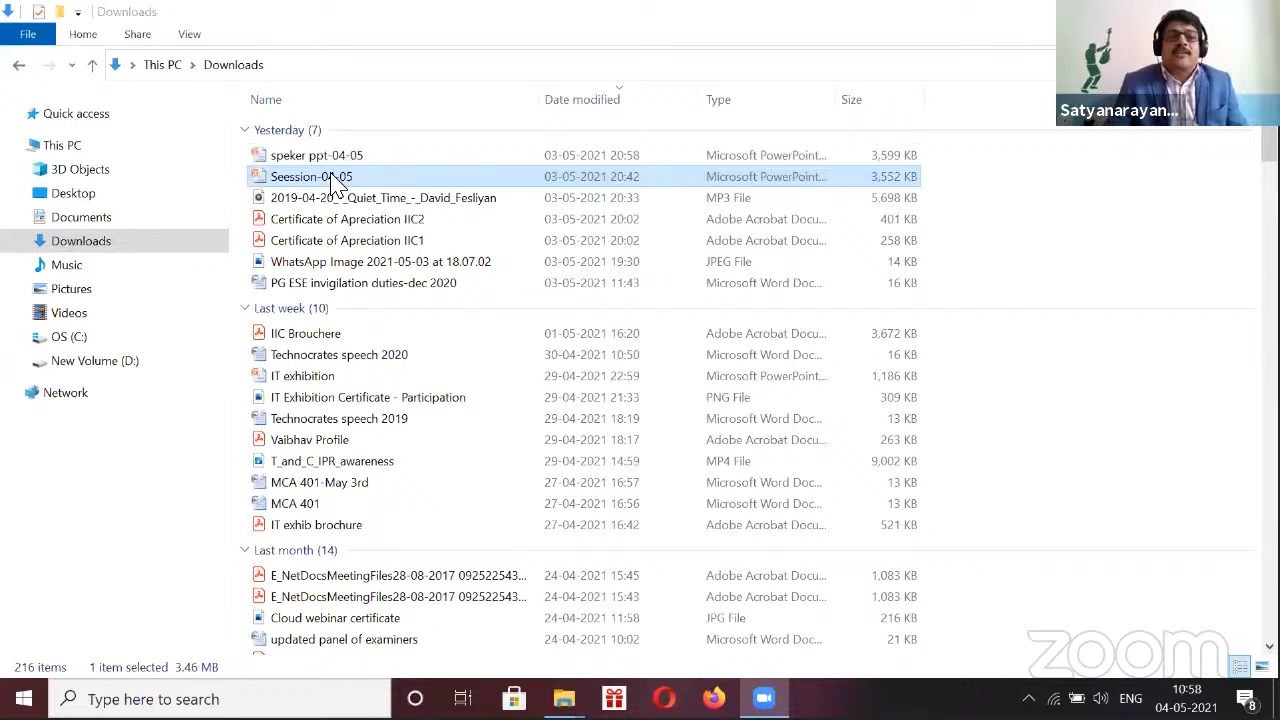 Downloads
File Home Share View
This PC Downloads
Name Date modified Type Size
Satyanarayan...
Quick access
This PC
3D Objects
Desktop
Documents
Downloads
Music
Pictures
Videos
OS (C:)
New Volume (D:)
Network
Yesterday (7)
speker ppt-04-05 03-05-2021 20:58 Microsoft PowerPoint... 3,599 KB
Seession-04-05 03-05-2021 20:42 Microsoft PowerPoint... 3,552 KB
2019-04-20_-_Quiet_Time_-_David_Fesliyan 03-05-2021 20:33 MP3 File 5,698 KB
Certificate of Apreciation IIC2 03-05-2021 20:02 Adobe Acrobat Docu... 401 KB
Certificate of Apreciation IIC1 03-05-2021 20:02 Adobe Acrobat Docu... 258 KB
WhatsApp Image 2021-05-03 at 18.07.02 03-05-2021 19:30 JPEG File 14 KB
PG ESE invigilation duties-dec 2020 03-05-2021 11:43 Microsoft Word Doc... 16 KB
Last week (10)
IIC Brouchere 01-05-2021 16:20 Adobe Acrobat Docu... 3,672 KB
Technocrates speech 2020 30-04-2021 10:50 Microsoft Word Doc... 16 KB
IT exhibition 29-04-2021 22:59 Microsoft PowerPoint... 1,186 KB
IT Exhibition Certificate - Participation 29-04-2021 21:33 PNG File 309 KB
Technocrates speech 2019 29-04-2021 18:19 Microsoft Word Doc... 13 KB
Vaibhav Profile 29-04-2021 18:17 Adobe Acrobat Docu... 263 KB
T_and_C_IPR_awareness 29-04-2021 14:59 MP4 File 9,002 KB
MCA 401-May 3rd 27-04-2021 16:57 Microsoft Word Doc... 13 KB
MCA 401 27-04-2021 16:56 Microsoft Word Doc... 13 KB
IT exhib brochure 27-04-2021 16:42 Adobe Acrobat Docu... 521 KB
Last month (14)
E_NetDocsMeetingFiles28-08-2017 092522543... 24-04-2021 15:45 Adobe Acrobat Docu... 1,083 KB
E_NetDocsMeetingFiles28-08-2017 092522543... 24-04-2021 15:43 Adobe Acrobat Docu... 1,083 KB
Cloud webinar certificate 24-04-2021 11:58 JPG File 216 KB
updated panel of examiners 24-04-2021 10:02 Microsoft Word Doc... 21 KB
216 items 1 item selected 3.46 MB
zoom
Type here to search
ENG
10:58
04-05-2021
8